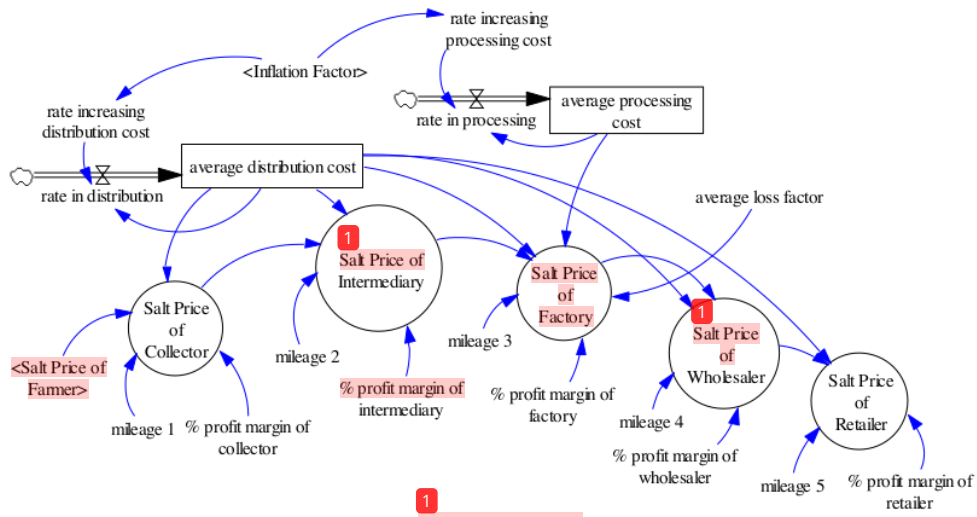 rate increasing
processing cost
<Inflation Factor>
average processing
cost
rate increasing
distribution cost
rate in processing
average distribution cost
rate in distribution
average loss factor
1
Salt Price of
Intermediary
Salt Price
of
Factory
Salt Price
of
Collector
1
Salt Price
of
Wholesaler
<Salt Price of
Farmer>
mileage 1
% profit margin of
collector
mileage 2
% profit margin of
intermediary
mileage 3
% profit margin of
factory
mileage 4
% profit margin of
wholesaler
Salt Price
of
Retailer
mileage 5
% profit margin of
retailer
1